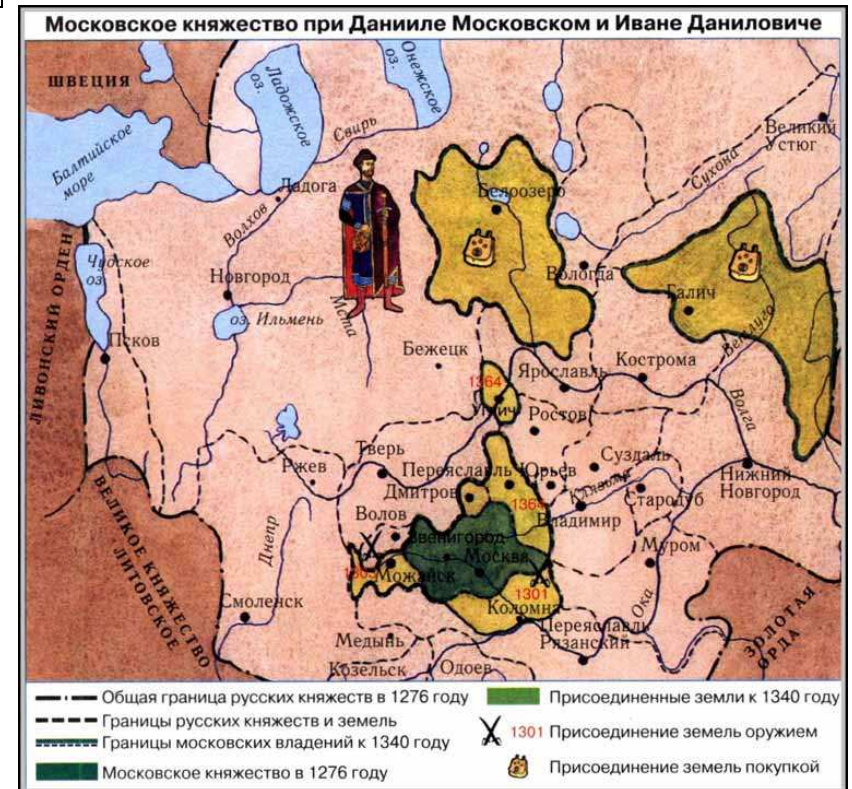 Московское княжество при Данииле Московском и Иване Даниловиче
ШВЕЦИЯ
Ладожское
оз.
Онежское
оз.
Свирь
Великий
Устюг
Балтийское
море
Ладога
Белоозеро
Сухона
Волхов
ЛИВОНСКИЙ ОРДЕН
Чудское
оз.
Новгород
Вологда
Галич
оз. Ильмень
Мста
Ветлуга
Псков
Бежецк
Ярославль
Кострома
1364
Углич
Ростов
Волга
Тверь
Суздаль
Ржев
Переяславль
Юрьев
Нижний
Новгород
Дмитров
Клязьма
Стародуб
ВЕЛИКОЕ КНЯЖЕСТВО
ЛИТОВСКОЕ
Волов
1364
Владимир
Днепр
Звенигород
Москва
Муром
1303
Можайск
1301
Смоленск
Коломна
Ока
ЗОЛОТАЯ
ОРДА
Переяславль
Рязанский
Медынь
Козельск
Одоев
Общая граница русских княжеств в 1276 году
Границы русских княжеств и земель
Границы московских владений к 1340 году
Московское княжество в 1276 году
Присоединенные земли к 1340 году
1301 Присоединение земель оружием
Присоединение земель покупкой